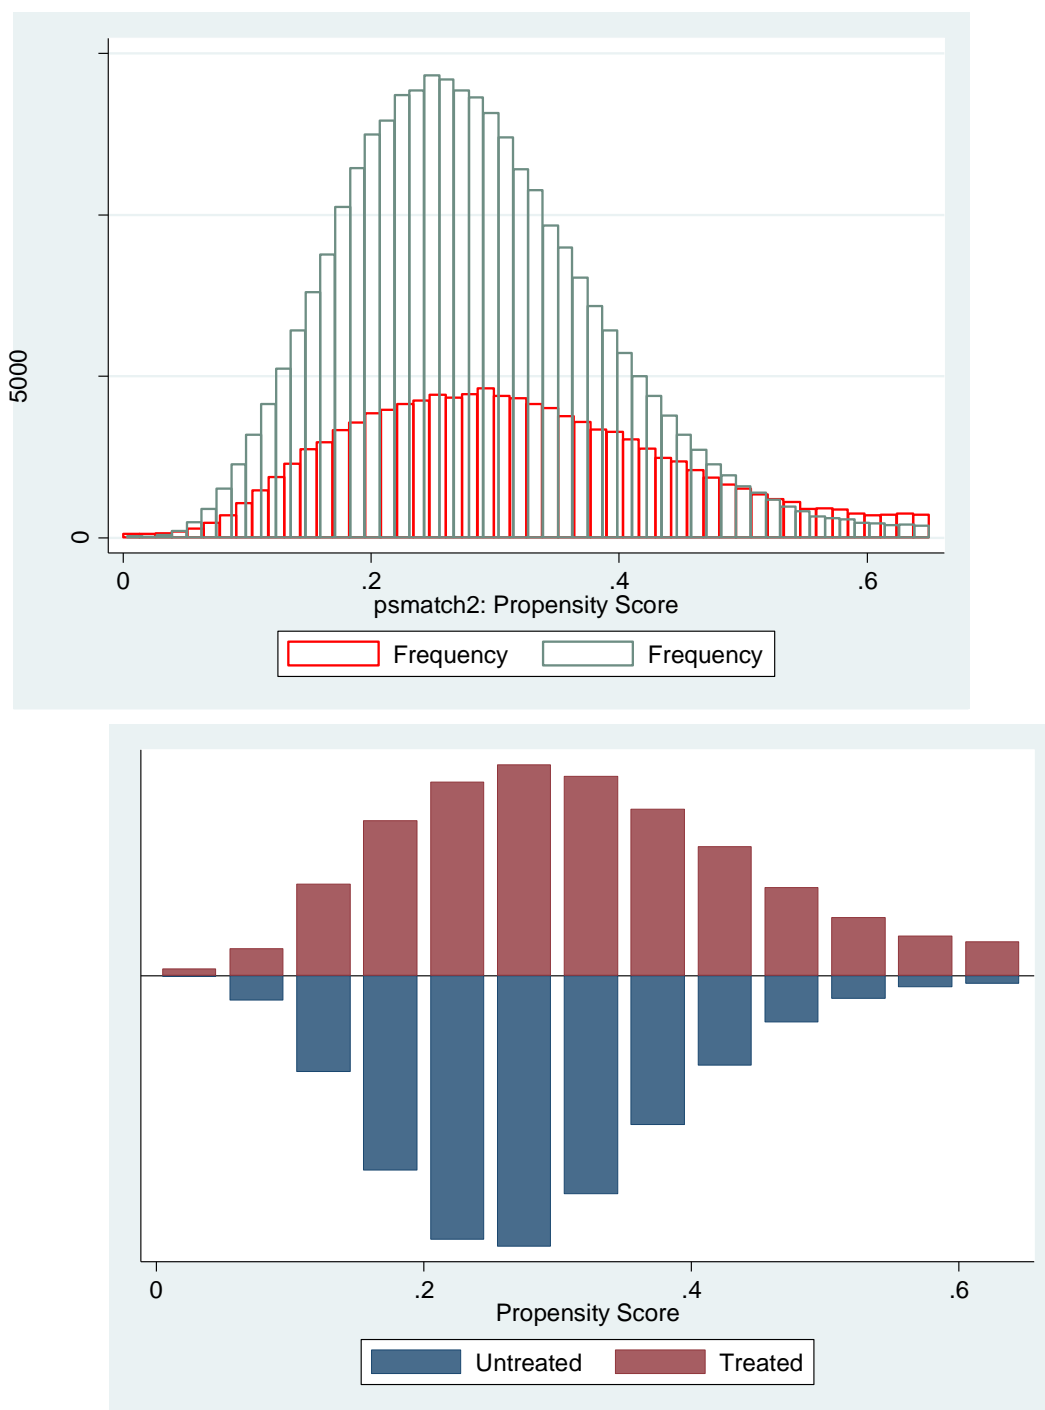 5000
0
0 .2 .4 .6
psmatch2: Propensity Score
Frequency Frequency
0 .2 .4 .6
Propensity Score
Untreated Treated